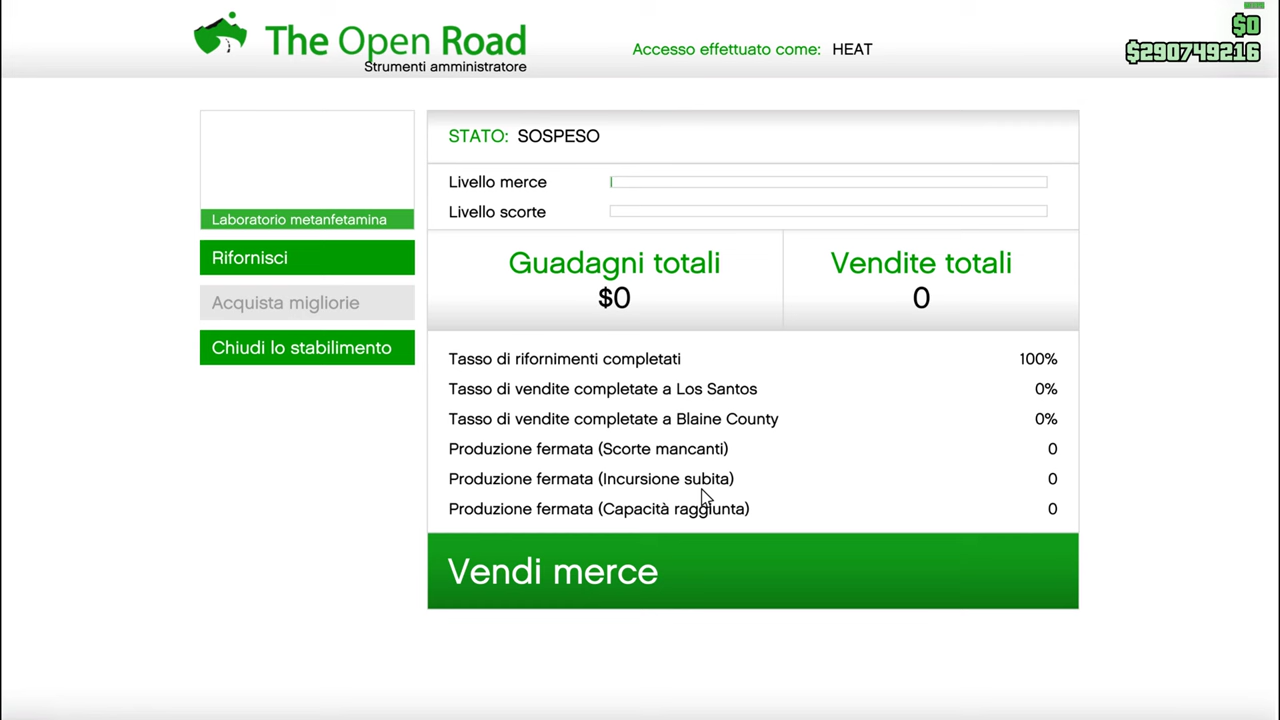 The Open Road
Strumenti amministratore
Accesso effettuato come: HEAT
$0
$290749216
STATO: SOSPESO
Livello merce
Livello scorte
Laboratorio metanfetamina
Rifornisci
Acquista migliorie
Chiudi lo stabilimento
Guadagni totali
$0
Vendite totali
0
Tasso di rifornimenti completati 100%
Tasso di vendite completate a Los Santos 0%
Tasso di vendite completate a Blaine County 0%
Produzione fermata (Scorte mancanti) 0
Produzione fermata (Incursione subita) 0
Produzione fermata (Capacità raggiunta) 0
Vendi merce